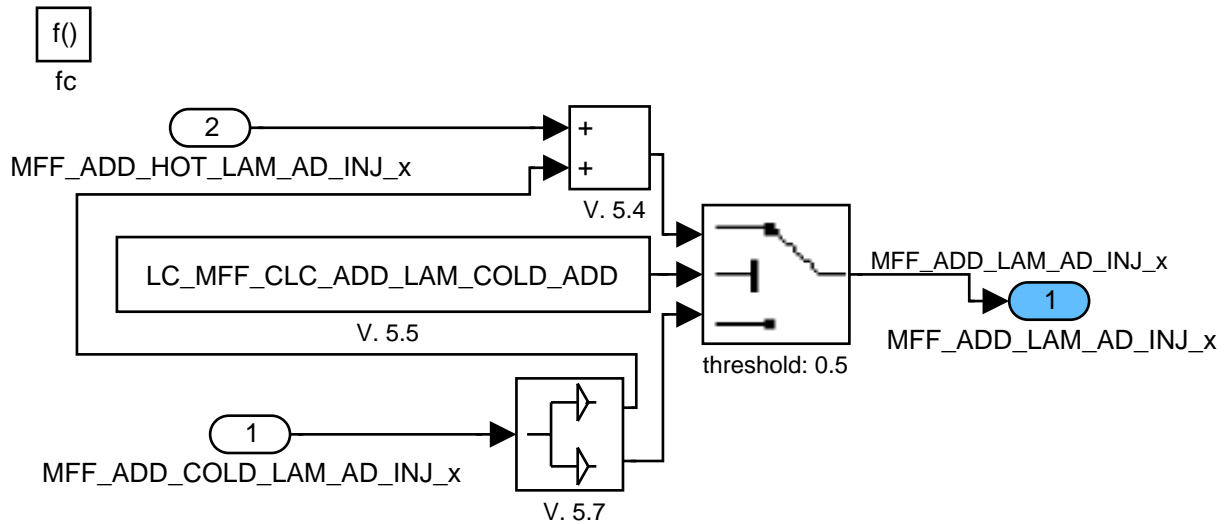 f()
fc
2
MFF_ADD_HOT_LAM_AD_INJ_x
+
+
V. 5.4
LC_MFF_CLC_ADD_LAM_COLD_ADD
V. 5.5
threshold: 0.5
MFF_ADD_LAM_AD_INJ_x
1
MFF_ADD_LAM_AD_INJ_x
1
MFF_ADD_COLD_LAM_AD_INJ_x
V. 5.7